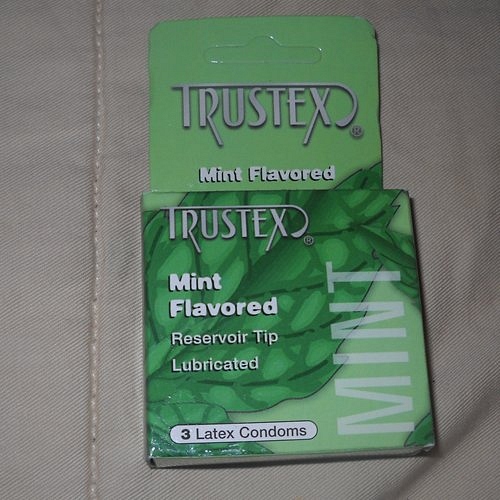 TRUSTEX®
Mint Flavored
TRUSTEX®
Mint
Flavored
Reservoir Tip
Lubricated
MINT
3 Latex Condoms